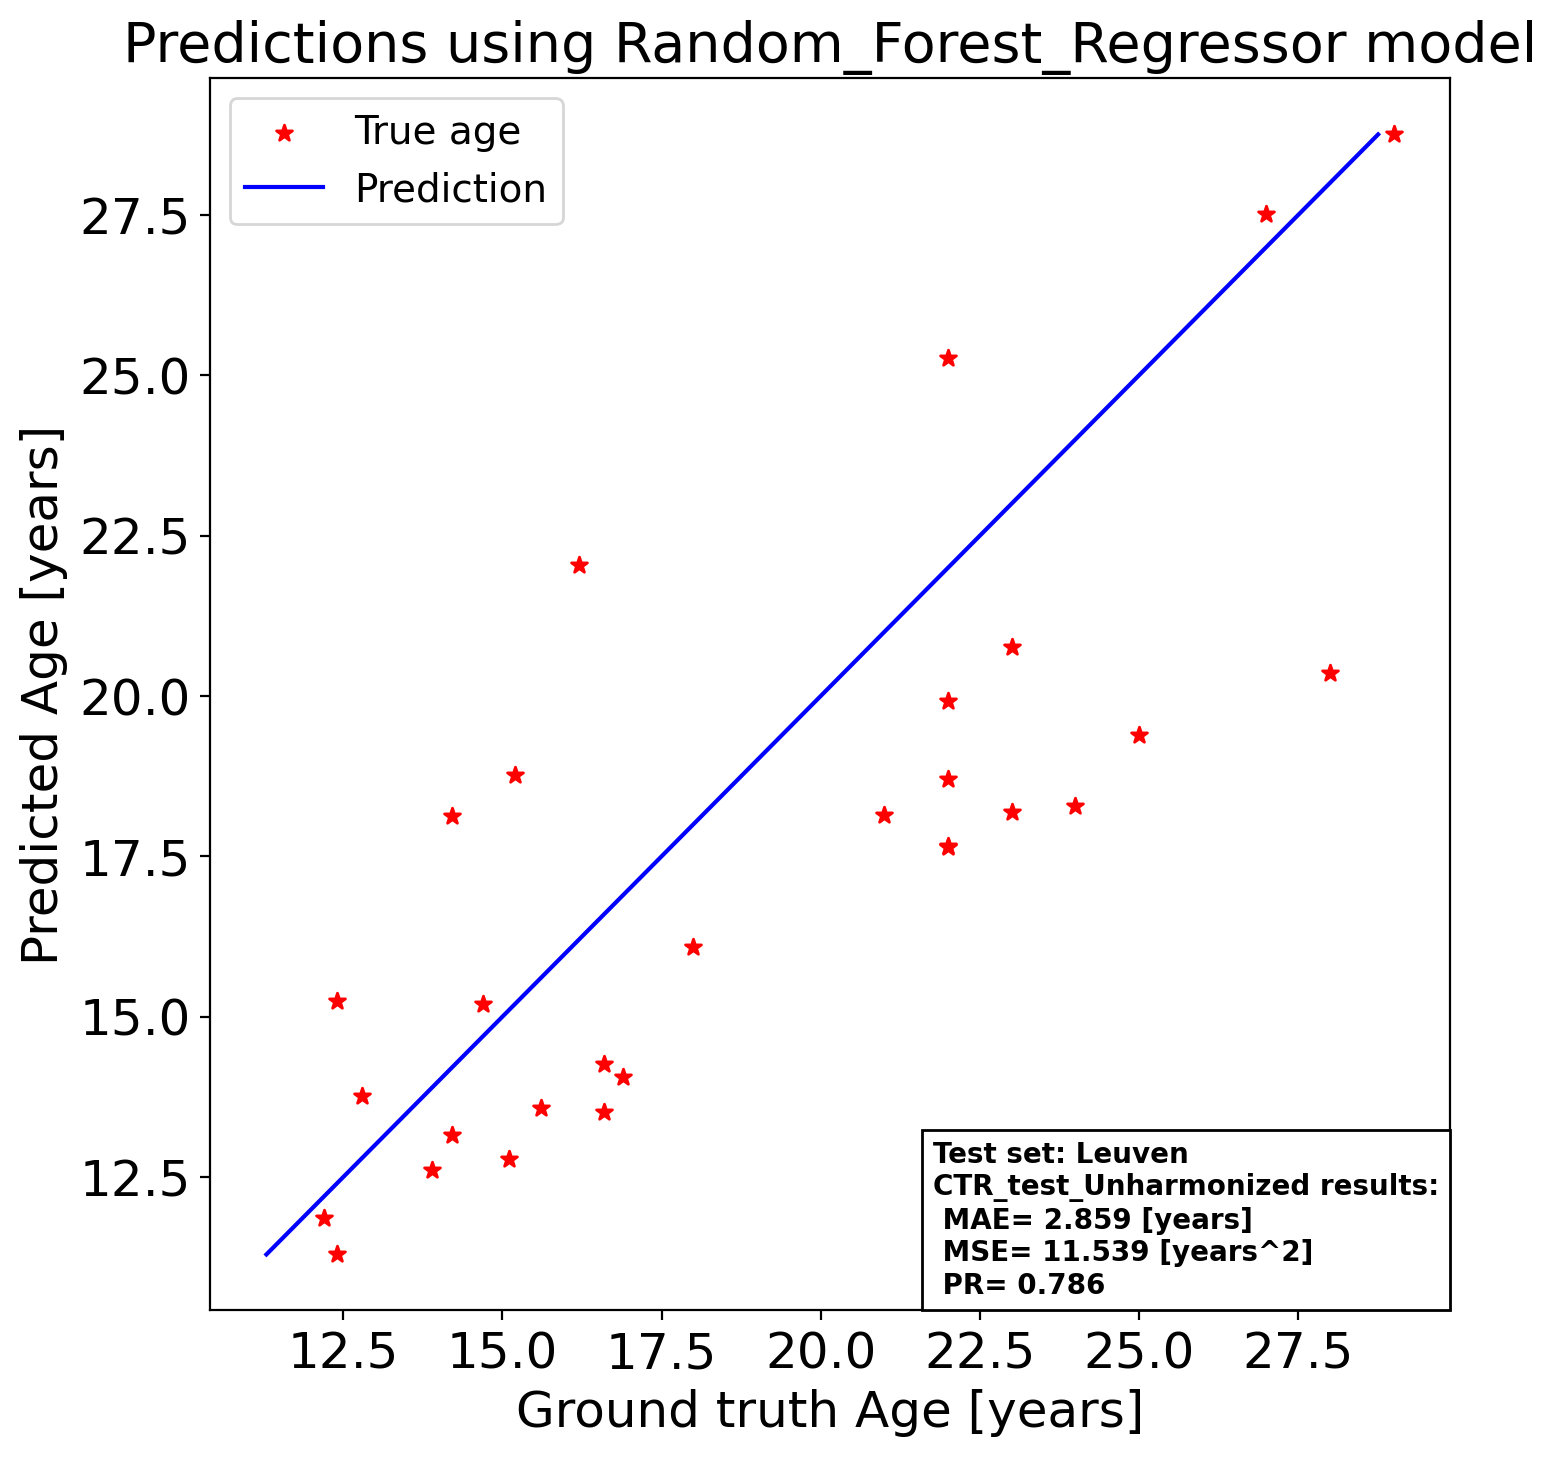 Predictions using Random_Forest_Regressor model
True age
Prediction
Predicted Age [years]
27.5
25.0
22.5
20.0
17.5
15.0
12.5
Test set: Leuven
CTR_test_Unharmonized results:
MAE= 2.859 [years]
MSE= 11.539 [years^2]
PR= 0.786
12.5 15.0 17.5 20.0 22.5 25.0 27.5
Ground truth Age [years]